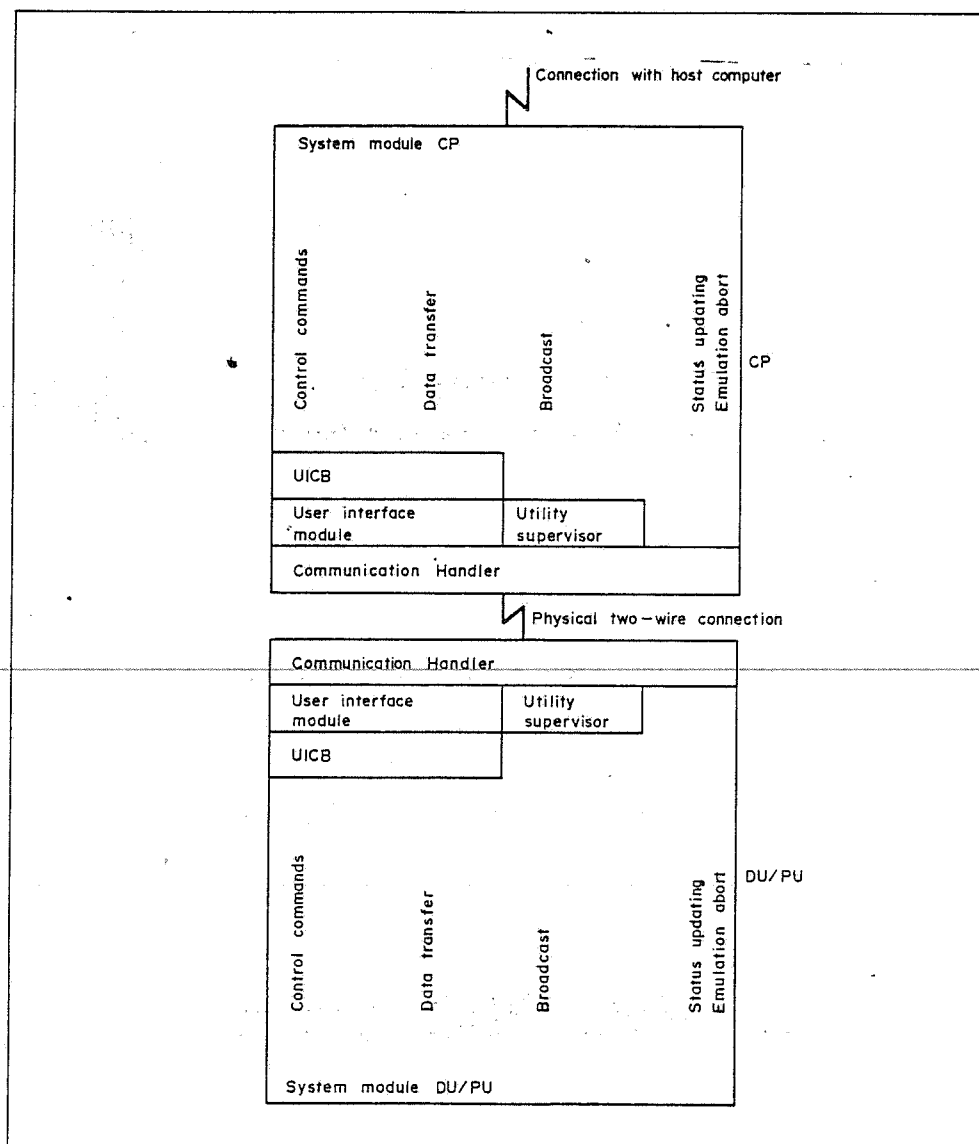 Connection with host computer
System module CP
Control commands
Data transfer
Broadcast
Status updating
Emulation abort
CP
UICB
User interface
module
Utility
supervisor
Communication Handler
Physical two-wire connection
Communication Handler
User interface
module
Utility
supervisor
UICB
Control commands
Data transfer
Broadcast
Status updating
Emulation abort
DU/PU
System module DU/PU